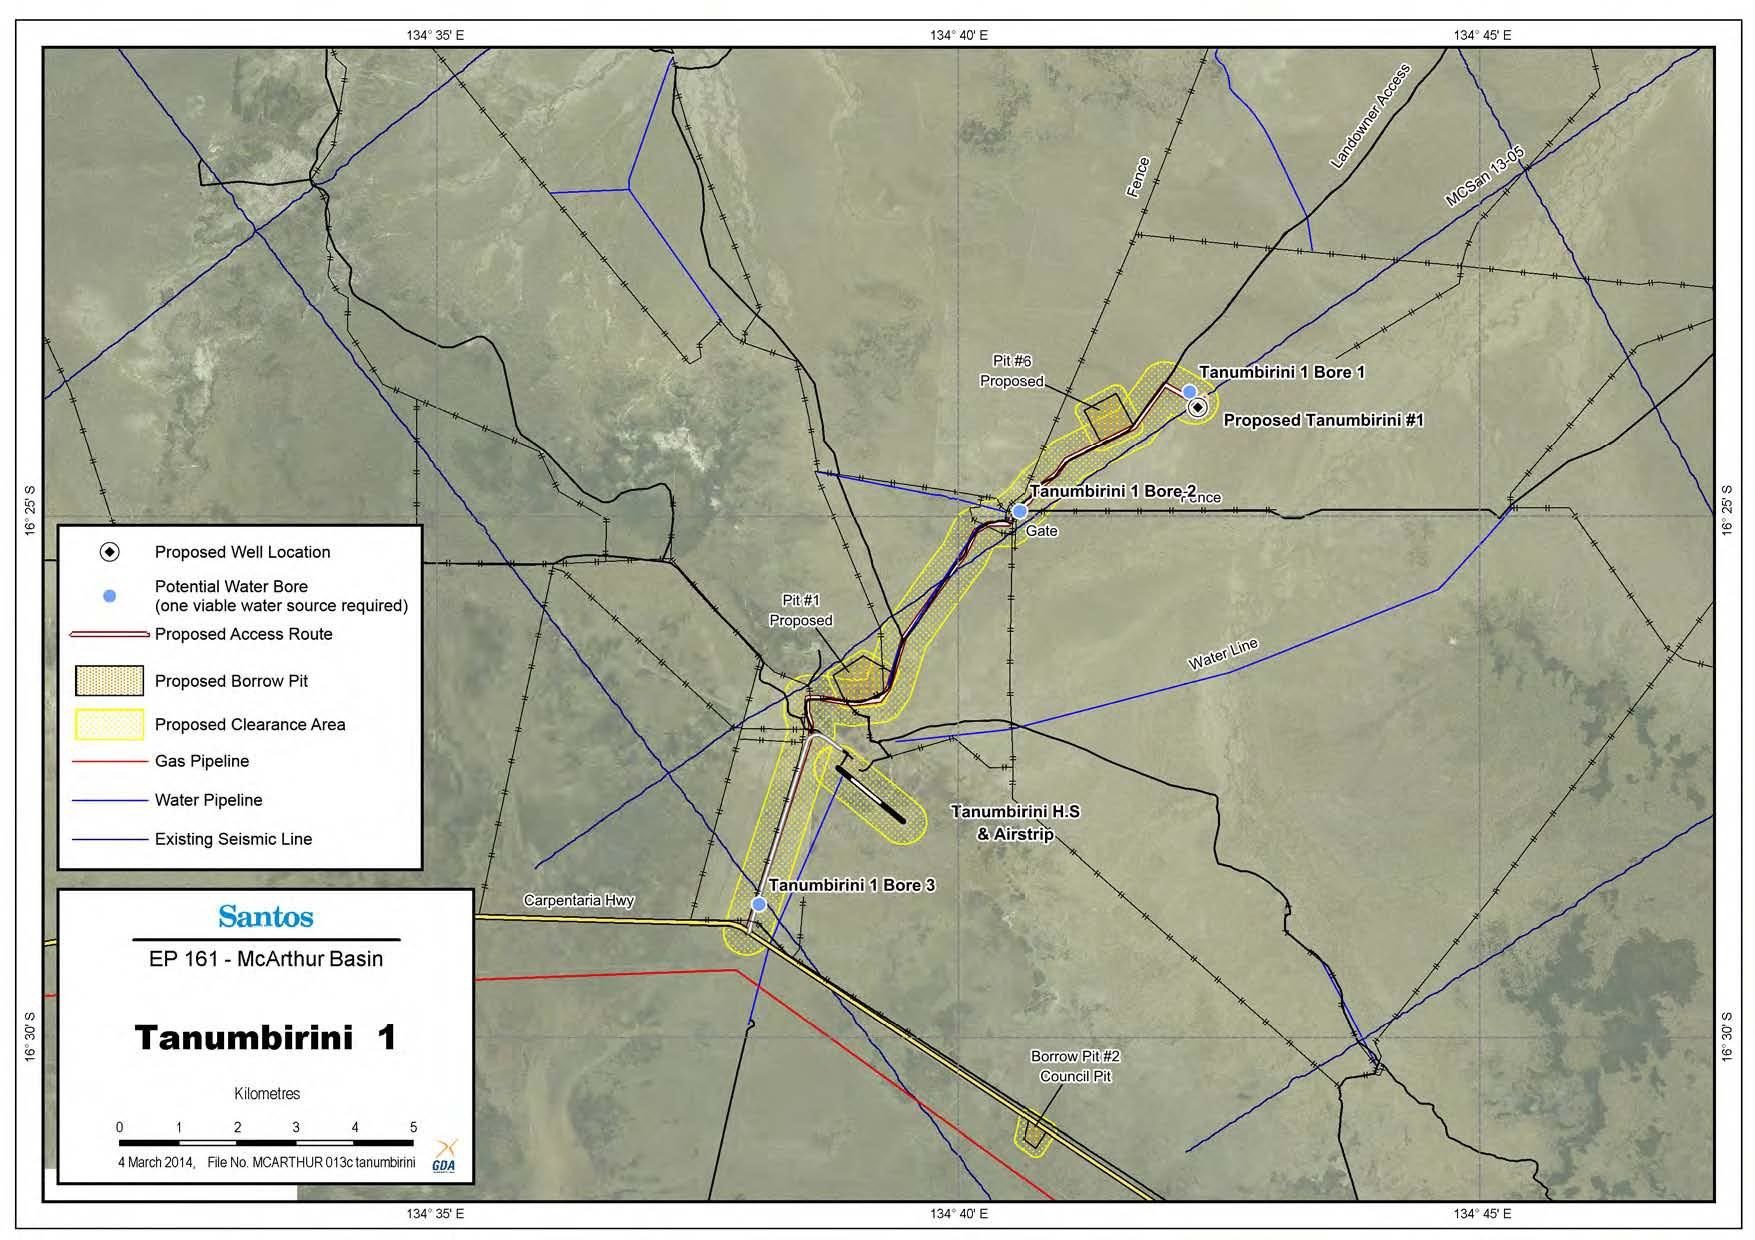 134° 35' E
134° 40' E
134° 45' E
Landowner Access
Fence
MCSan 13-05
Pit #6
Proposed
Tanumbirini 1 Bore 1
Proposed Tanumbirini #1
Tanumbirini 1 Bore 2
Fence
Gate
16° 25' S
16° 25' S
Proposed Well Location
Potential Water Bore
(one viable water source required)
Proposed Access Route
Proposed Borrow Pit
Proposed Clearance Area
Gas Pipeline
Water Pipeline
Existing Seismic Line
Pit #1
Proposed
Water Line
Tanumbirini H.S
& Airstrip
Tanumbirini 1 Bore 3
Carpentaria Hwy
Santos
EP 161 - McArthur Basin
Tanumbirini 1
Kilometres
0 1 2 3 4 5
4 March 2014, File No. MCARTHUR 013c tanumbirini
GDA
16° 30' S
16° 30' S
Borrow Pit #2
Council Pit
134° 35' E
134° 40' E
134° 45' E